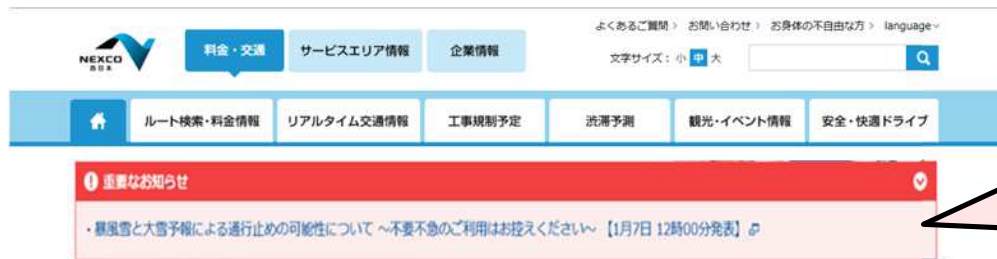 よくあるご質問 > お問い合わせ > お身体の不自由な方 > language
NEXCO
西日本
料金・交通
サービスエリア情報
企業情報
文字サイズ： 小 中 大
ルート検索・料金情報
リアルタイム交通情報
工事規制予定
渋滞予測
観光・イベント情報
安全・快適ドライブ
重要なお知らせ
・暴風雪と大雪予報による通行止めの可能性について ～不要不急のご利用はお控えください～ 【1月7日 12時00分発表】